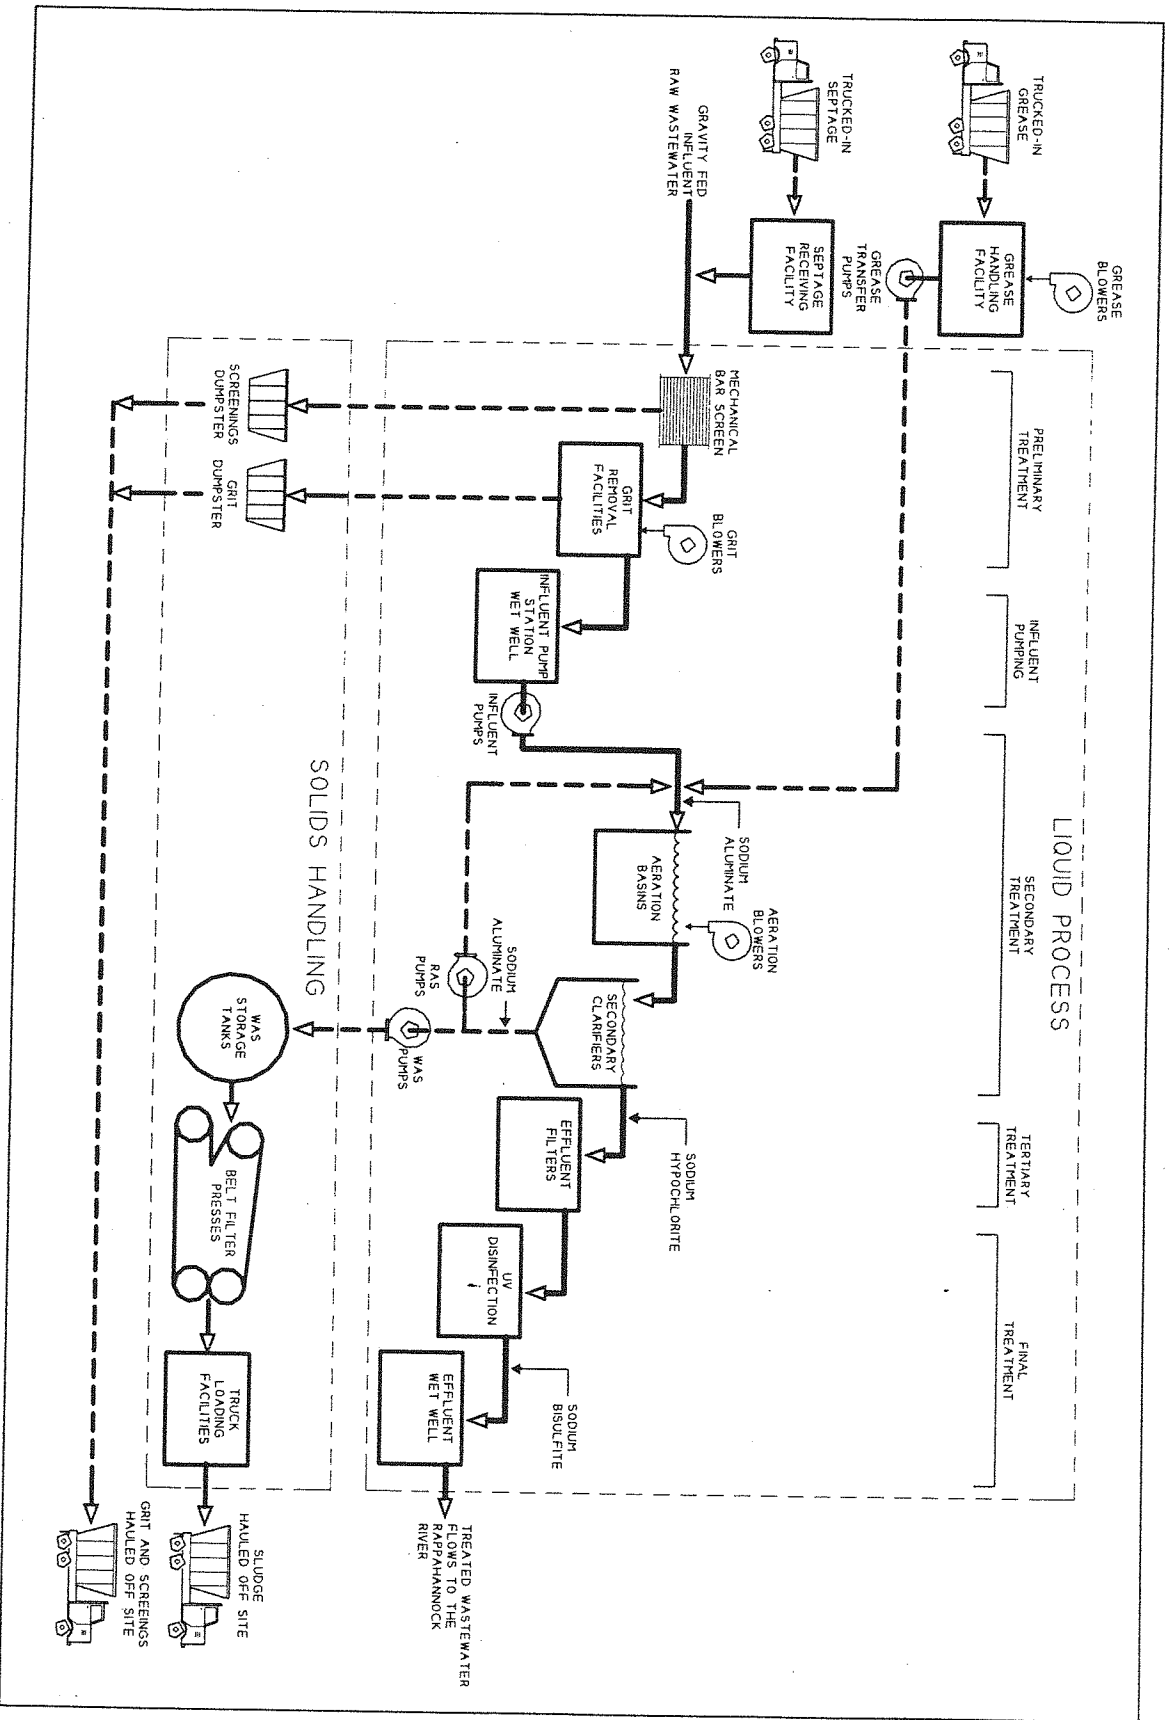 LIQUID PROCESS
PRELIMINARY
TREATMENT
INFLUENT
PUMPING
SECONDARY
TREATMENT
TERTIARY
TREATMENT
FINAL
TREATMENT
TRUCKED-IN
GREASE
GREASE
BLOWERS
GREASE
HANDLING
FACILITY
GREASE
TRANSFER
PUMPS
TRUCKED-IN
SEPTAGE
SEPTAGE
RECEIVING
FACILITY
GRAVITY FED
INFLUENT
RAW WASTEWATER
MECHANICAL
BAR SCREEN
GRIT
BLOWERS
GRIT
REMOVAL
FACILITIES
INFLUENT PUMP
STATION
WET WELL
INFLUENT
PUMPS
SODIUM
ALUMINATE
AERATION
BLOWERS
AERATION
BASINS
SODIUM
ALUMINATE
RAS
PUMPS
WAS
PUMPS
SECONDARY
CLARIFIERS
SODIUM
HYPOCHLORITE
EFFLUENT
FILTERS
UV
DISINFECTION
SODIUM
BISULFITE
EFFLUENT
WET WELL
TREATED WASTEWATER
FLOWS TO THE
RAPPAHANNOCK
RIVER
SOLIDS HANDLING
SCREENINGS
DUMPSTER
GRIT
DUMPSTER
WAS
STORAGE
TANKS
BELT FILTER
PRESSES
TRUCK
LOADING
FACILITIES
SLUDGE
HAULED OFF SITE
GRIT AND SCREEINGS
HAULED OFF SITE